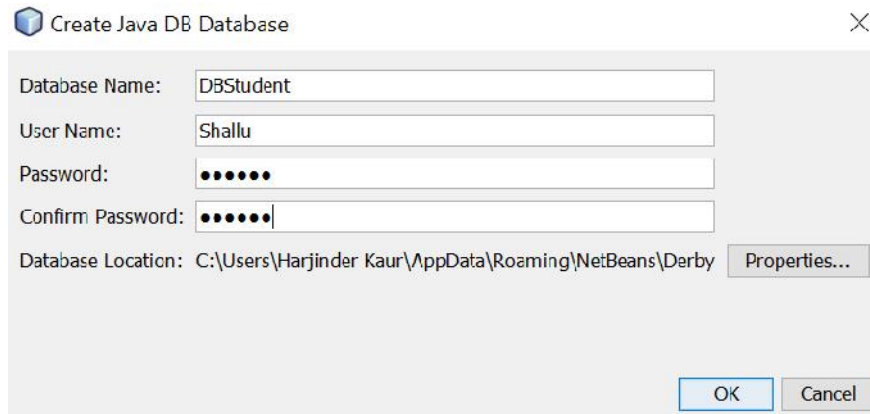 Create Java DB Database
Database Name: DBStudent
User Name: Shallu
Password: ●●●●●●
Confirm Password: ●●●●●●
Database Location: C:\Users\Harjinder Kaur\AppData\Roaming\NetBeans\Derby Properties...
OK Cancel